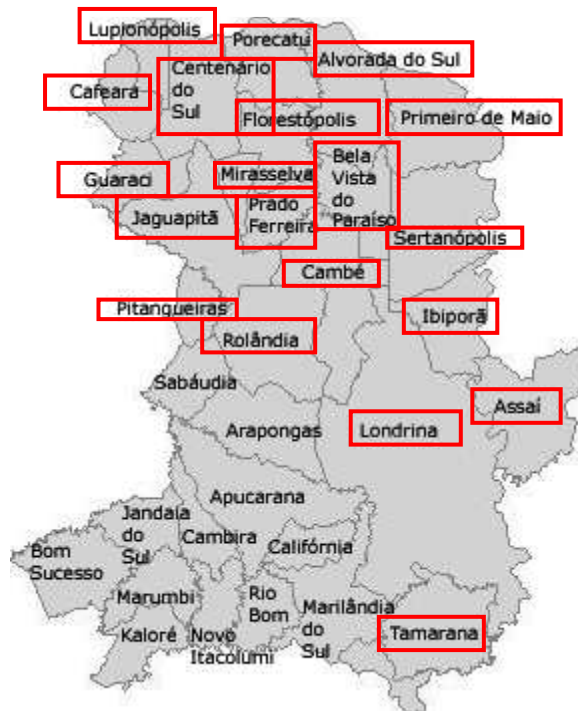 Lupionópolis
Porecatú
Alvorada do Sul
Centenário
do
Sul
Cafeara
Florestópolis
Primeiro de Maio
Bela
Vista
do
Paraíso
Guaraci
Mirasselva
Jaguapitã
Prado
Ferreira
Sertanópolis
Cambé
Pitangueiras
Ibiporã
Rolândia
Sabáudia
Assaí
Arapongas
Londrina
Apucarana
Jandaia
do
Sul
Cambira
Califórnia
Bom
Sucesso
Marumbi
Rio
Bom
Marilândia
do
Sul
Kaloré
Novo
Itacolumi
Tamarana